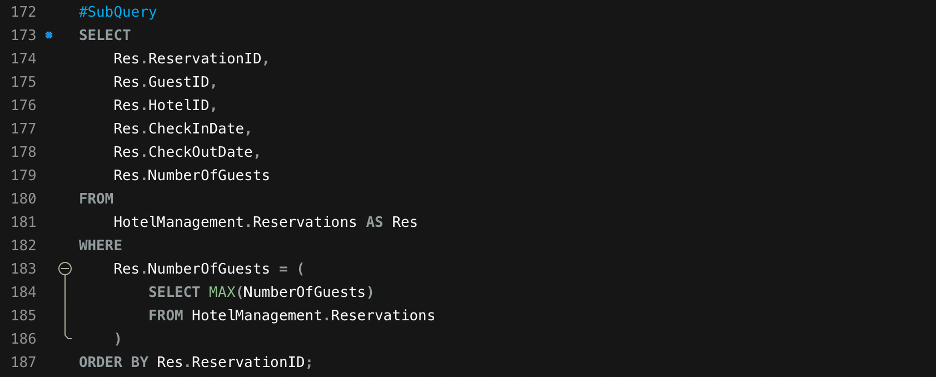 172 #SubQuery
173 SELECT
174 Res.ReservationID,
175 Res.GuestID,
176 Res.HotelID,
177 Res.CheckInDate,
178 Res.CheckOutDate,
179 Res.NumberOfGuests
180 FROM
181 HotelManagement.Reservations AS Res
182 WHERE
183 Res.NumberOfGuests = (
184 SELECT MAX(NumberOfGuests)
185 FROM HotelManagement.Reservations
186 )
187 ORDER BY Res.ReservationID;